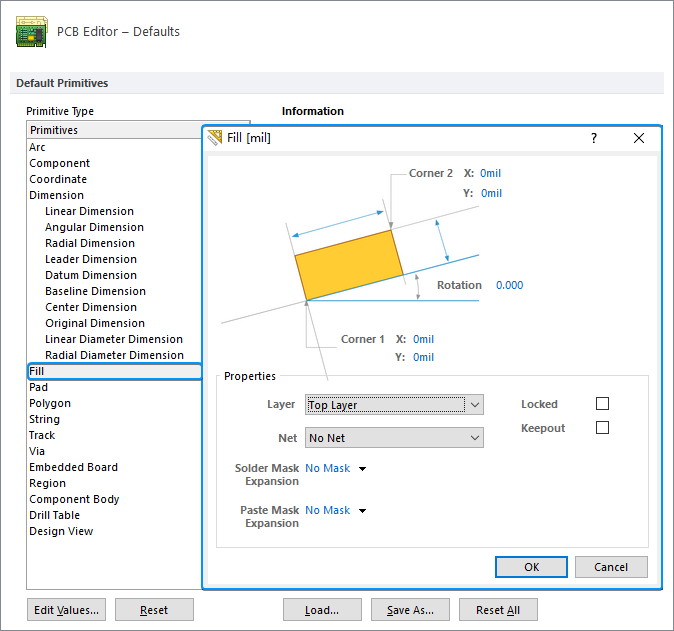 PCB Editor – Defaults
Default Primitives
Primitive Type
Information
Primitives
Arc
Component
Coordinate
Dimension
Linear Dimension
Angular Dimension
Radial Dimension
Leader Dimension
Datum Dimension
Baseline Dimension
Center Dimension
Original Dimension
Linear Diameter Dimension
Radial Diameter Dimension
Fill
Pad
Polygon
String
Track
Via
Embedded Board
Region
Component Body
Drill Table
Design View
Fill [mil]
?
Corner 2 X: 0mil
Y: 0mil
Rotation 0.000
Corner 1 X: 0mil
Y: 0mil
Properties
Layer Top Layer
Locked
Net No Net
Keepout
Solder Mask No Mask
Expansion
Paste Mask No Mask
Expansion
OK Cancel
Edit Values... Reset Load... Save As... Reset All